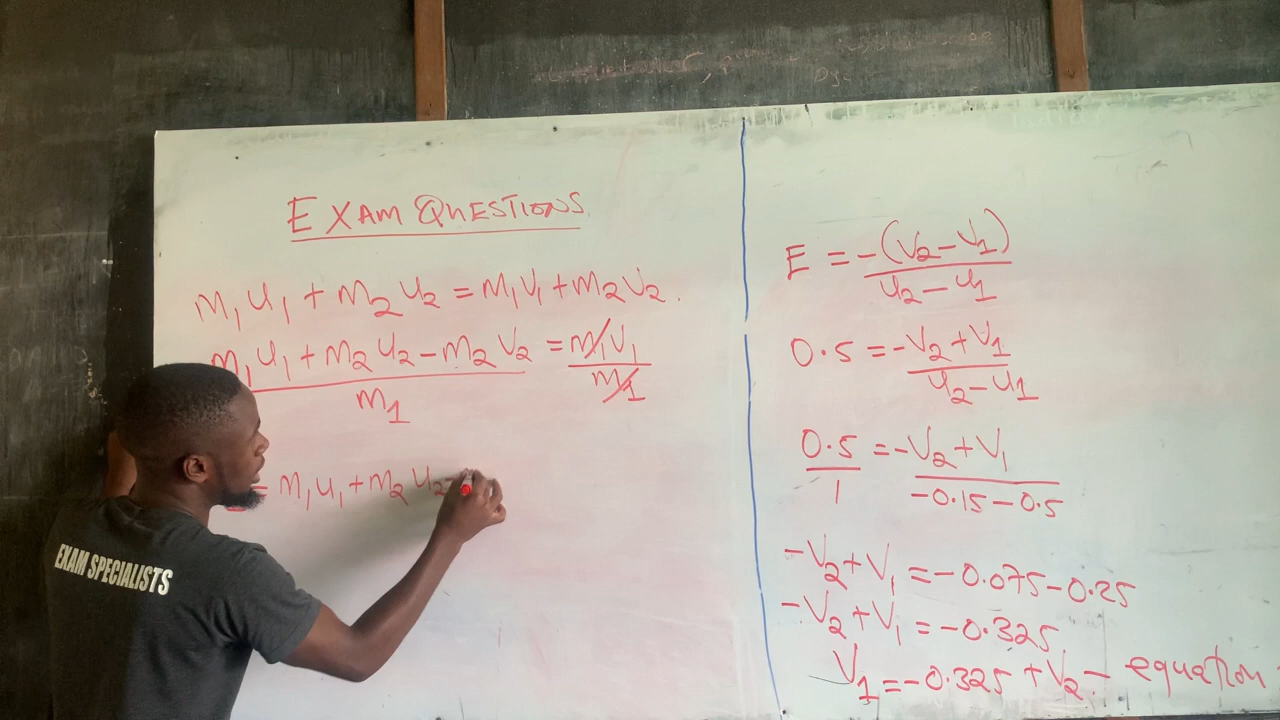 EXAM QUESTIONS
m₁u₁ + m₂u₂ = m₁v₁ + m₂v₂.
m₁u₁ + m₂u₂ - m₂v₂ = m₁v₁
m₁ m₁
= m₁u₁ + m₂u₂ -
EXAM SPECIALISTS
E = -(v₂ - v₁)
u₂ - u₁
0.5 = -v₂ + v₁
u₂ - u₁
0.5 = -v₂ + v₁
1 -0.15 - 0.5
-v₂ + v₁ = -0.075 - 0.25
-v₂ + v₁ = -0.325
v₁ = -0.325 + v₂ - equation